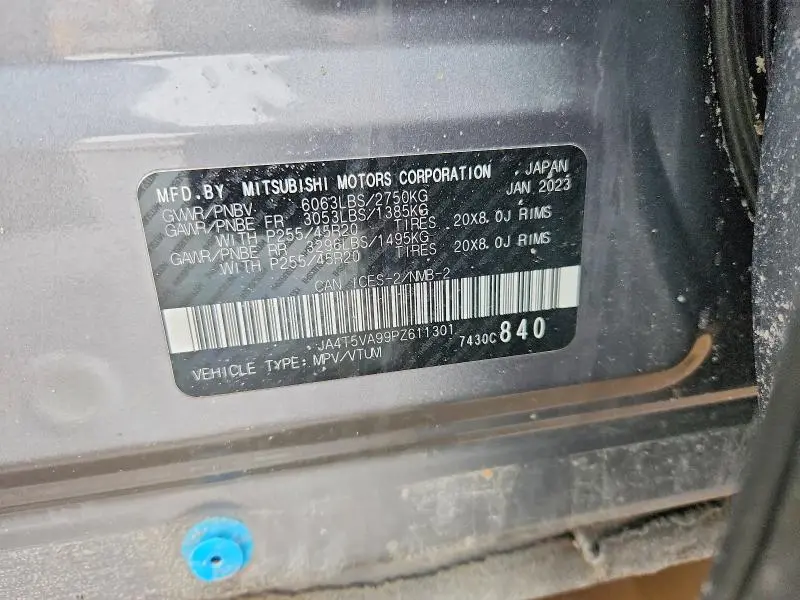 MFD.BY MITSUBISHI MOTORS CORPORATION JAPAN
GVWR/PNBV 6063LBS/2750KG JAN 2023
GAWR/PNBE FR 3053LBS/1385KG
WITH P255/45R20 TIRES 20X8.0J RIMS
GAWR/PNBE RR 3296LBS/1495KG
WITH P255/45R20 TIRES 20X8.0J RIMS
CAN ICES-2/NMB-2
JA4T5VA99PZ611301 7430C840
VEHICLE TYPE: MPV/VTUM